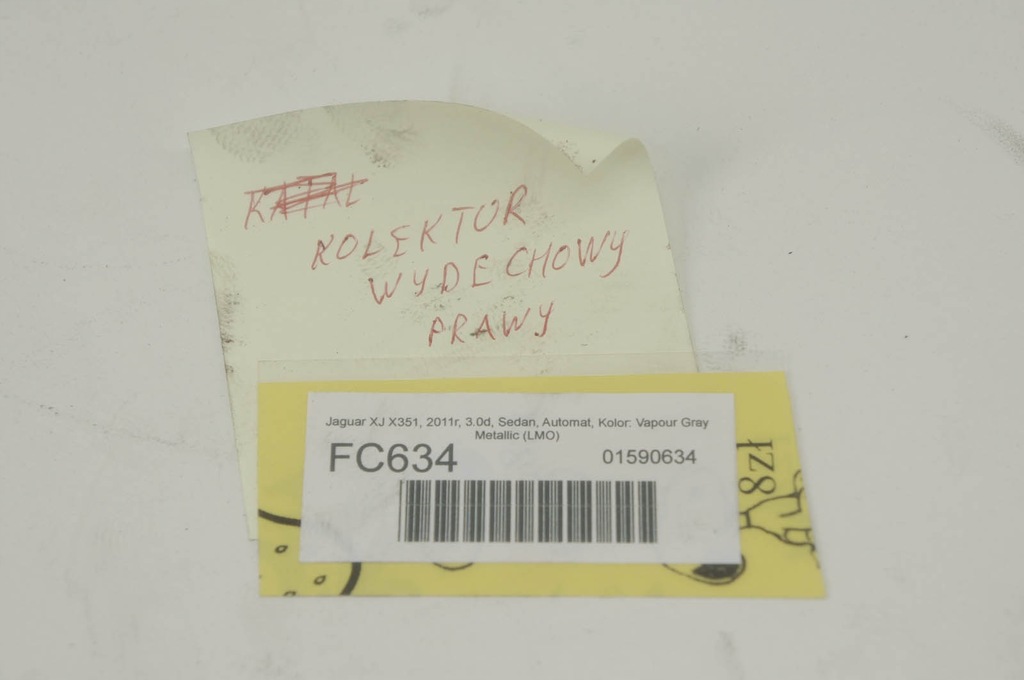 KATAL
KOLEKTOR
WYDECHOWY
PRAWY
Jaguar XJ X351, 2011r, 3.0d, Sedan, Automat, Kolor: Vapour Gray
Metallic (LMO)
FC634
01590634
8zł